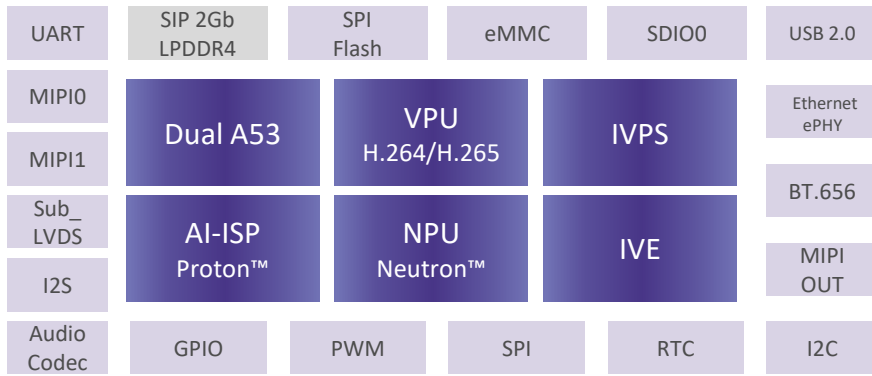 UART
SIP 2Gb
LPDDR4
SPI
Flash
eMMC
SDIO0
USB 2.0
MIPI0
MIPI1
Dual A53
VPU
H.264/H.265
IVPS
Ethernet
ePHY
BT.656
Sub_
LVDS
I2S
AI-ISP
Proton™
NPU
Neutron™
IVE
MIPI
OUT
Audio
Codec
GPIO
PWM
SPI
RTC
I2C